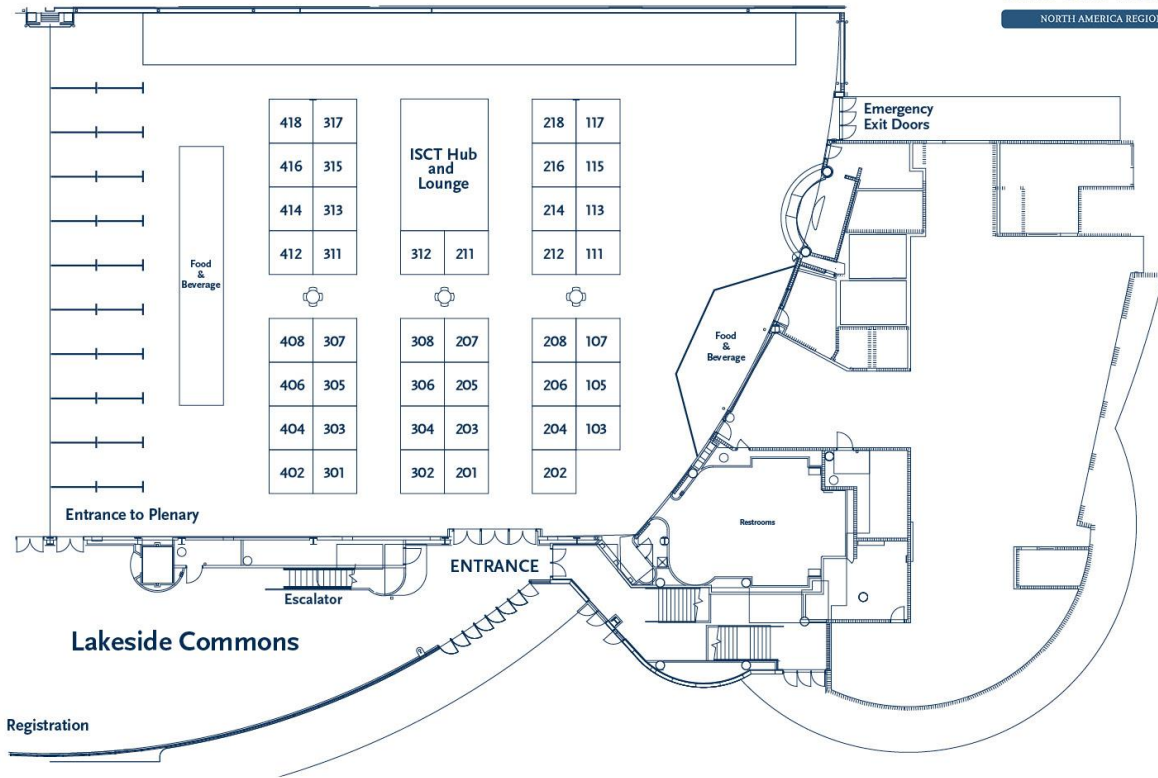 NORTH AMERICA REGIO
Emergency
Exit Doors
418 317
416 315
414 313
412 311
ISCT Hub
and
Lounge
312 211
218 117
216 115
214 113
212 111
Food
&
Beverage
408 307
406 305
404 303
402 301
308 207
306 205
304 203
302 201
208 107
206 105
204 103
202
Food
&
Beverage
Entrance to Plenary
Restrooms
ENTRANCE
Escalator
Lakeside Commons
Registration